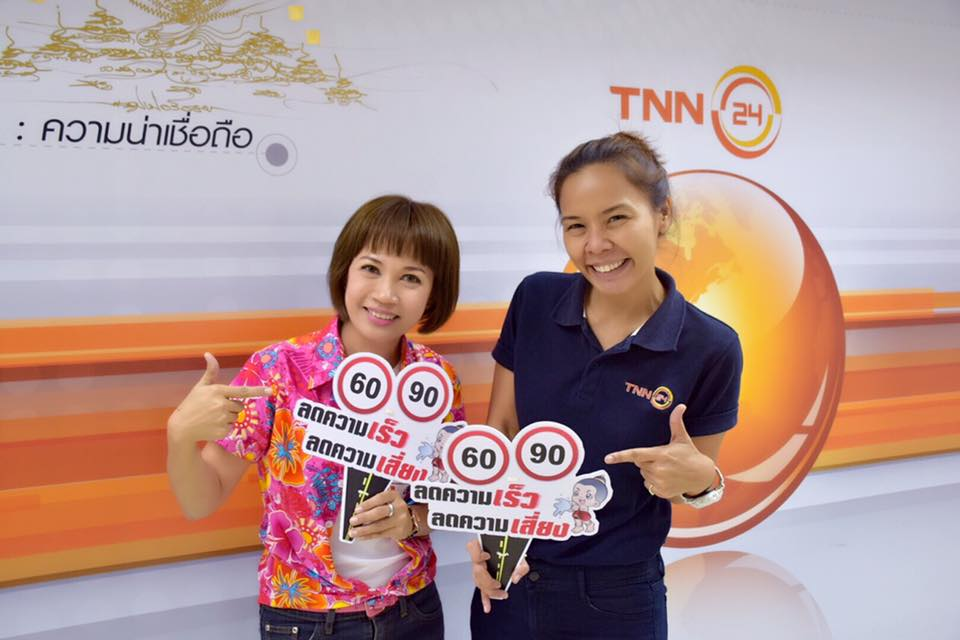 TNN 24
: ความน่าเชื่อถือ
60 90
ลดความเร็ว
ลดความเสี่ยง
60 90
ลดความเร็ว
ลดความเสี่ยง
TNN 24